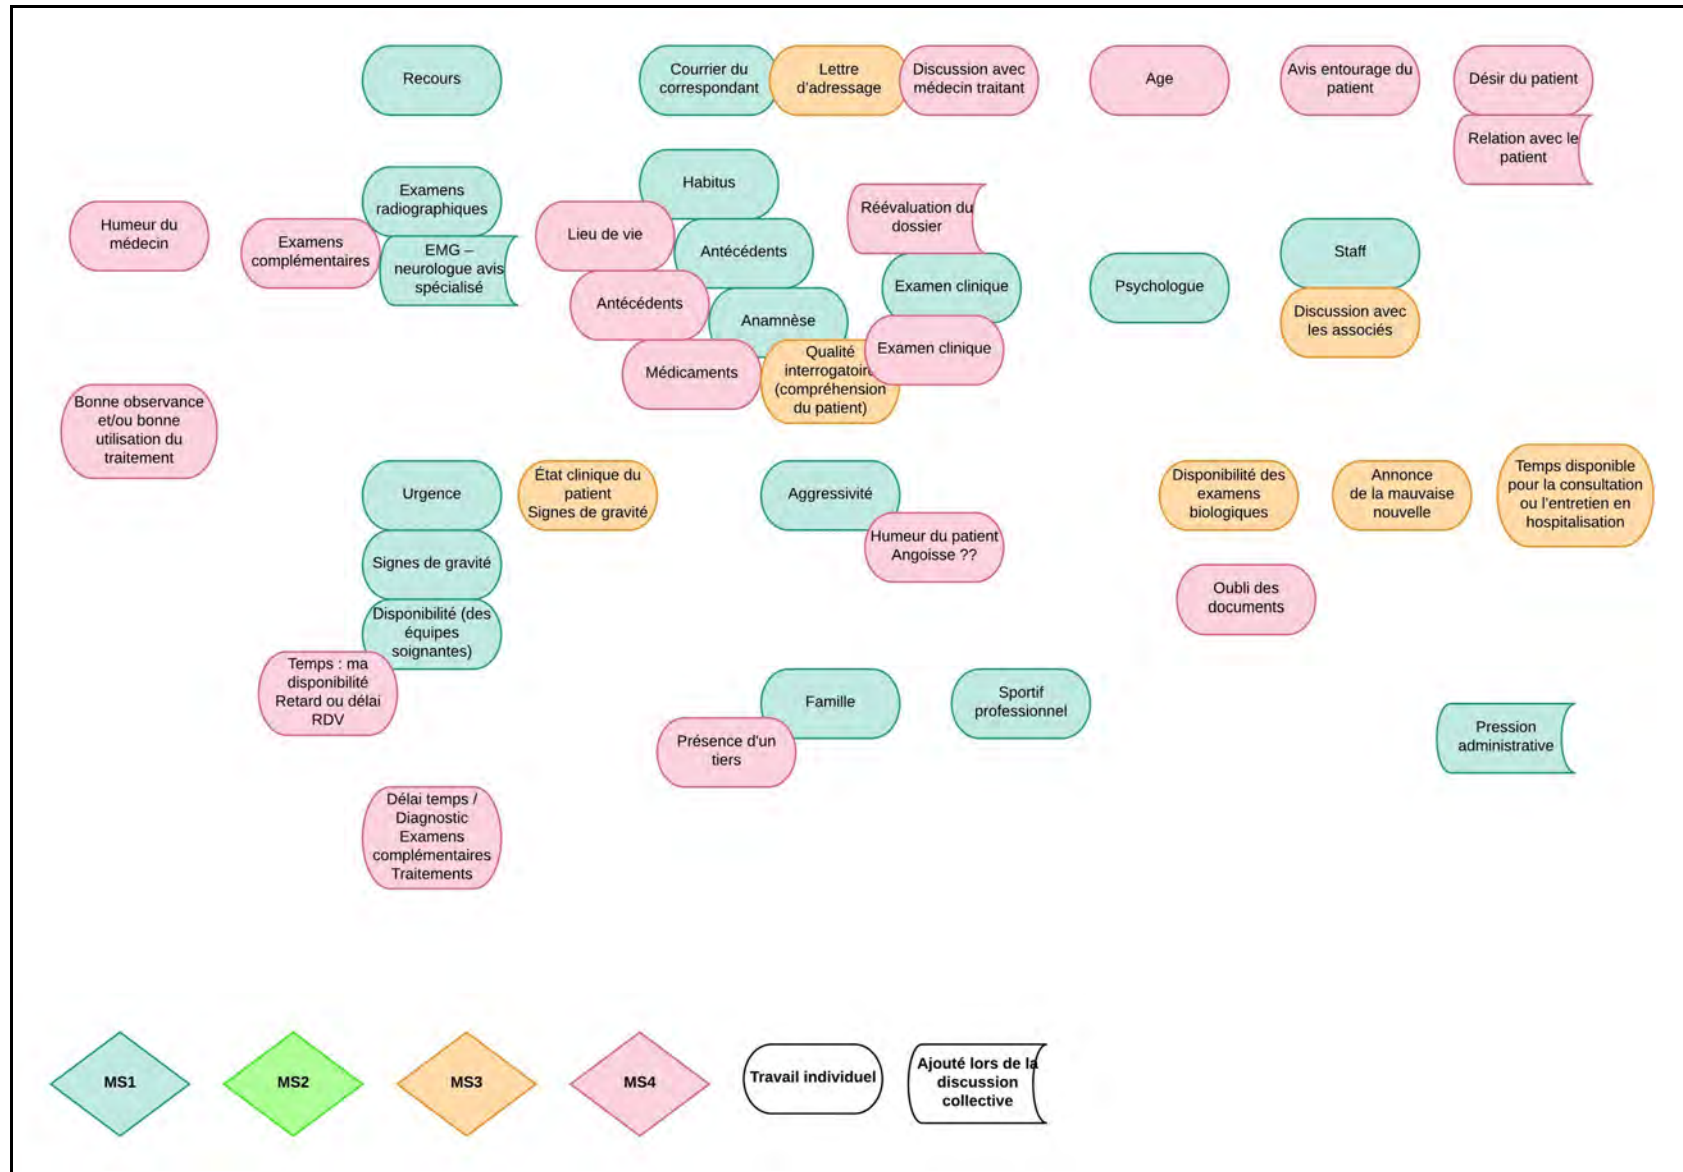 Recours
Courrier du
correspondant
Lettre
d'adressage
Discussion avec
médecin traitant
Age
Avis entourage du
patient
Désir du patient
Relation avec le
patient
Humeur du
médecin
Examens
complémentaires
Examens
radiographiques
EMG –
neurologue avis
spécialisé
Habitus
Lieu de vie
Antécédents
Antécédents
Anamnèse
Médicaments
Qualité
interrogatoire
(compréhension
du patient)
Réévaluation du
dossier
Examen clinique
Examen clinique
Psychologue
Staff
Discussion avec
les associés
Bonne observance
et/ou bonne
utilisation du
traitement
Urgence
État clinique du
patient
Signes de gravité
Aggressivité
Humeur du patient
Angoisse ??
Disponibilité des
examens
biologiques
Annonce
de la mauvaise
nouvelle
Temps disponible
pour la consultation
ou l'entretien en
hospitalisation
Signes de gravité
Oubli des
documents
Disponibilité (des
équipes
soignantes)
Temps : ma
disponibilité
Retard ou délai
RDV
Famille
Présence d'un
tiers
Sportif
professionnel
Pression
administrative
Délai temps /
Diagnostic
Examens
complémentaires
Traitements
MS1
MS2
MS3
MS4
Travail individuel
Ajouté lors de la
discussion
collective